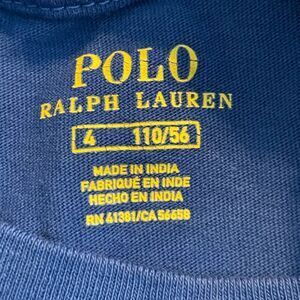 POLO
RALPH LAUREN
4 110/56
MADE IN INDIA
FABRIQUÉ EN INDE
HECHO EN INDIA
RN 41381/CA 56658